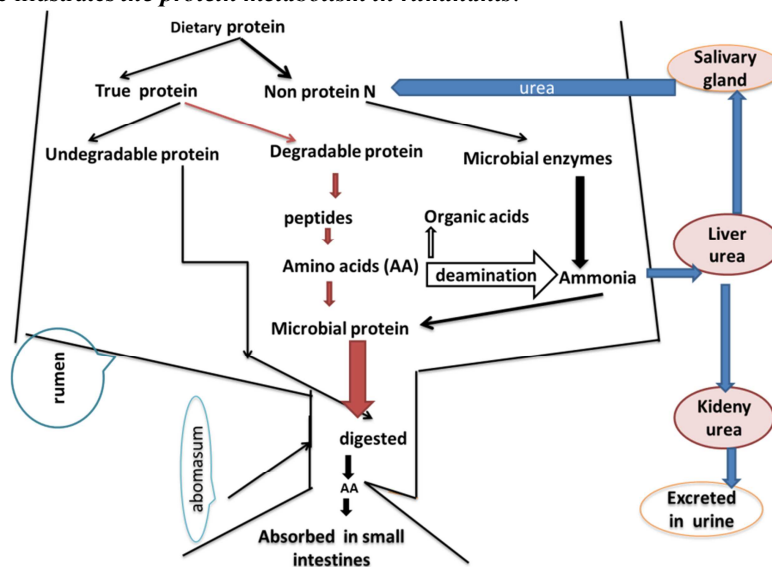 e illustrates the protein metabolism in ruminants.
Dietary protein
Salivary
gland
True protein
Non protein N
urea
Undegradable protein
Degradable protein
Microbial enzymes
peptides
Organic acids
Liver
urea
Amino acids (AA)
deamination
Ammonia
Microbial protein
rumen
Kideny
urea
digested
abomasum
AA
Excreted
in urine
Absorbed in small
intestines